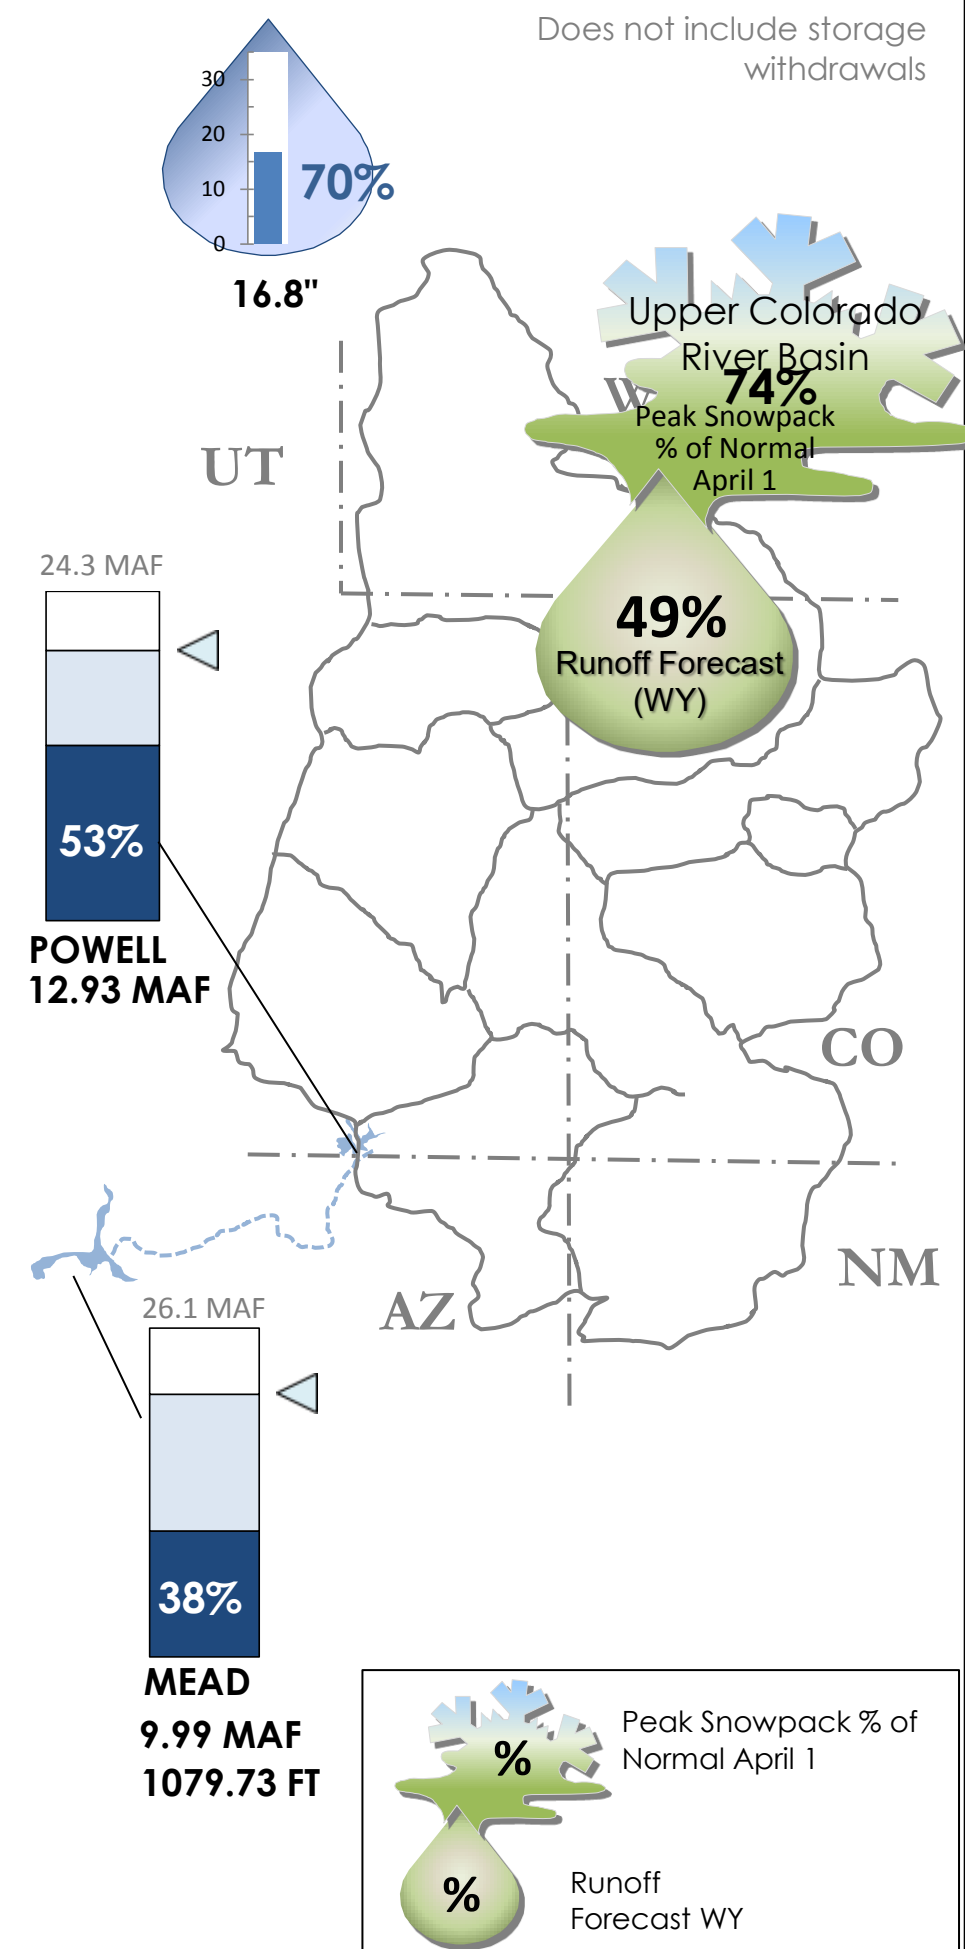 Does not include storage
withdrawals
30
20
10
0
70%
16.8"
Upper Colorado
River Basin
74%
Peak Snowpack
% of Normal
April 1
W
UT
24.3 MAF
49%
Runoff Forecast
(WY)
53%
POWELL
12.93 MAF
CO
NM
AZ
26.1 MAF
38%
MEAD
9.99 MAF
1079.73 FT
%
Peak Snowpack % of
Normal April 1
%
Runoff
Forecast WY